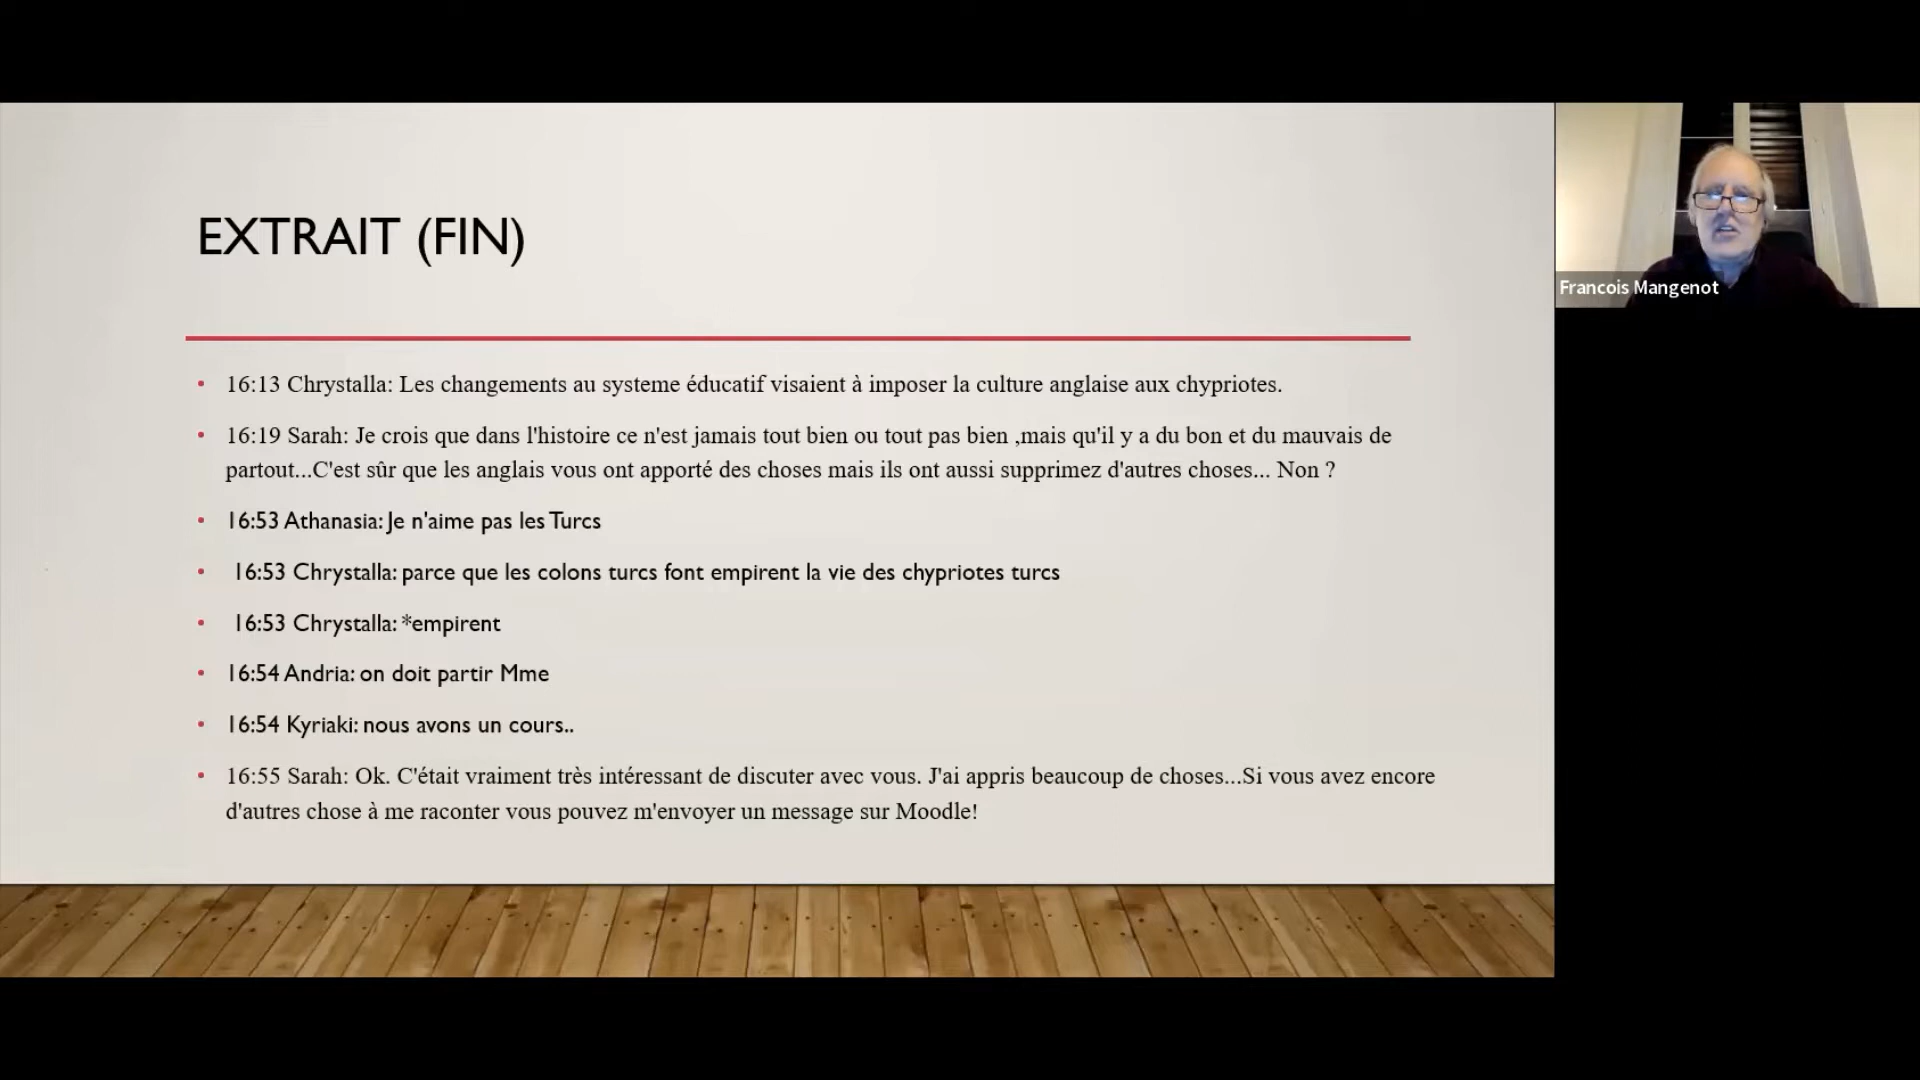 EXTRAIT (FIN)
• 16:13 Chrystalla: Les changements au systeme éducatif visaient à imposer la culture anglaise aux chypriotes.
• 16:19 Sarah: Je crois que dans l'histoire ce n'est jamais tout bien ou tout pas bien ,mais qu'il y a du bon et du mauvais de
partout...C'est sûr que les anglais vous ont apporté des choses mais ils ont aussi supprimez d'autres choses... Non ?
• 16:53 Athanasia: Je n'aime pas les Turcs
• 16:53 Chrystalla: parce que les colons turcs font empirent la vie des chypriotes turcs
• 16:53 Chrystalla: *empirent
• 16:54 Andria: on doit partir Mme
• 16:54 Kyriaki: nous avons un cours..
• 16:55 Sarah: Ok. C'était vraiment très intéressant de discuter avec vous. J'ai appris beaucoup de choses...Si vous avez encore
d'autres chose à me raconter vous pouvez m'envoyer un message sur Moodle!
Francois Mangenot